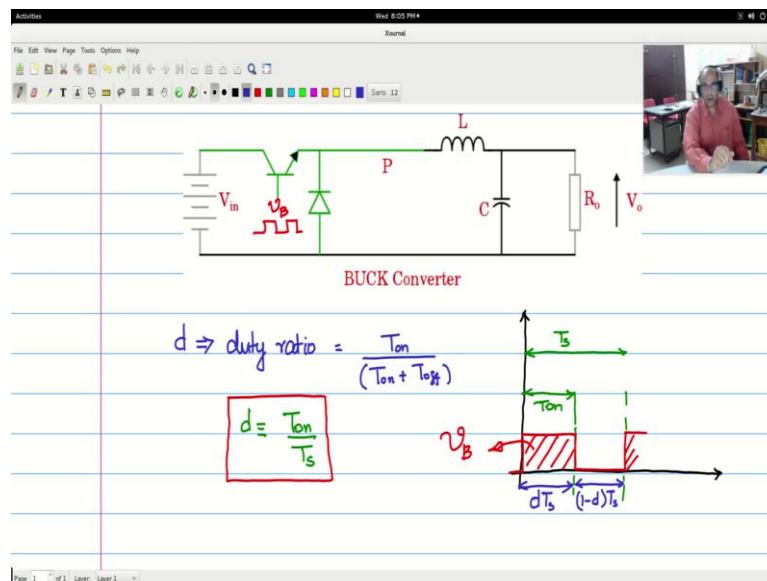 Activities
Wed 8:05 PM
Xournal
File Edit View Page Tools Options Help
T
Sans 12
L
P
V_in
v_B
C
R_o
V_o
BUCK Converter
d ⇒ duty ratio = T_on / (T_on + T_off)
T_s
T_on
d = T_on / T_s
v_B
dT_s
(1-d)T_s
Page 1 of 1 Layer: Layer 1